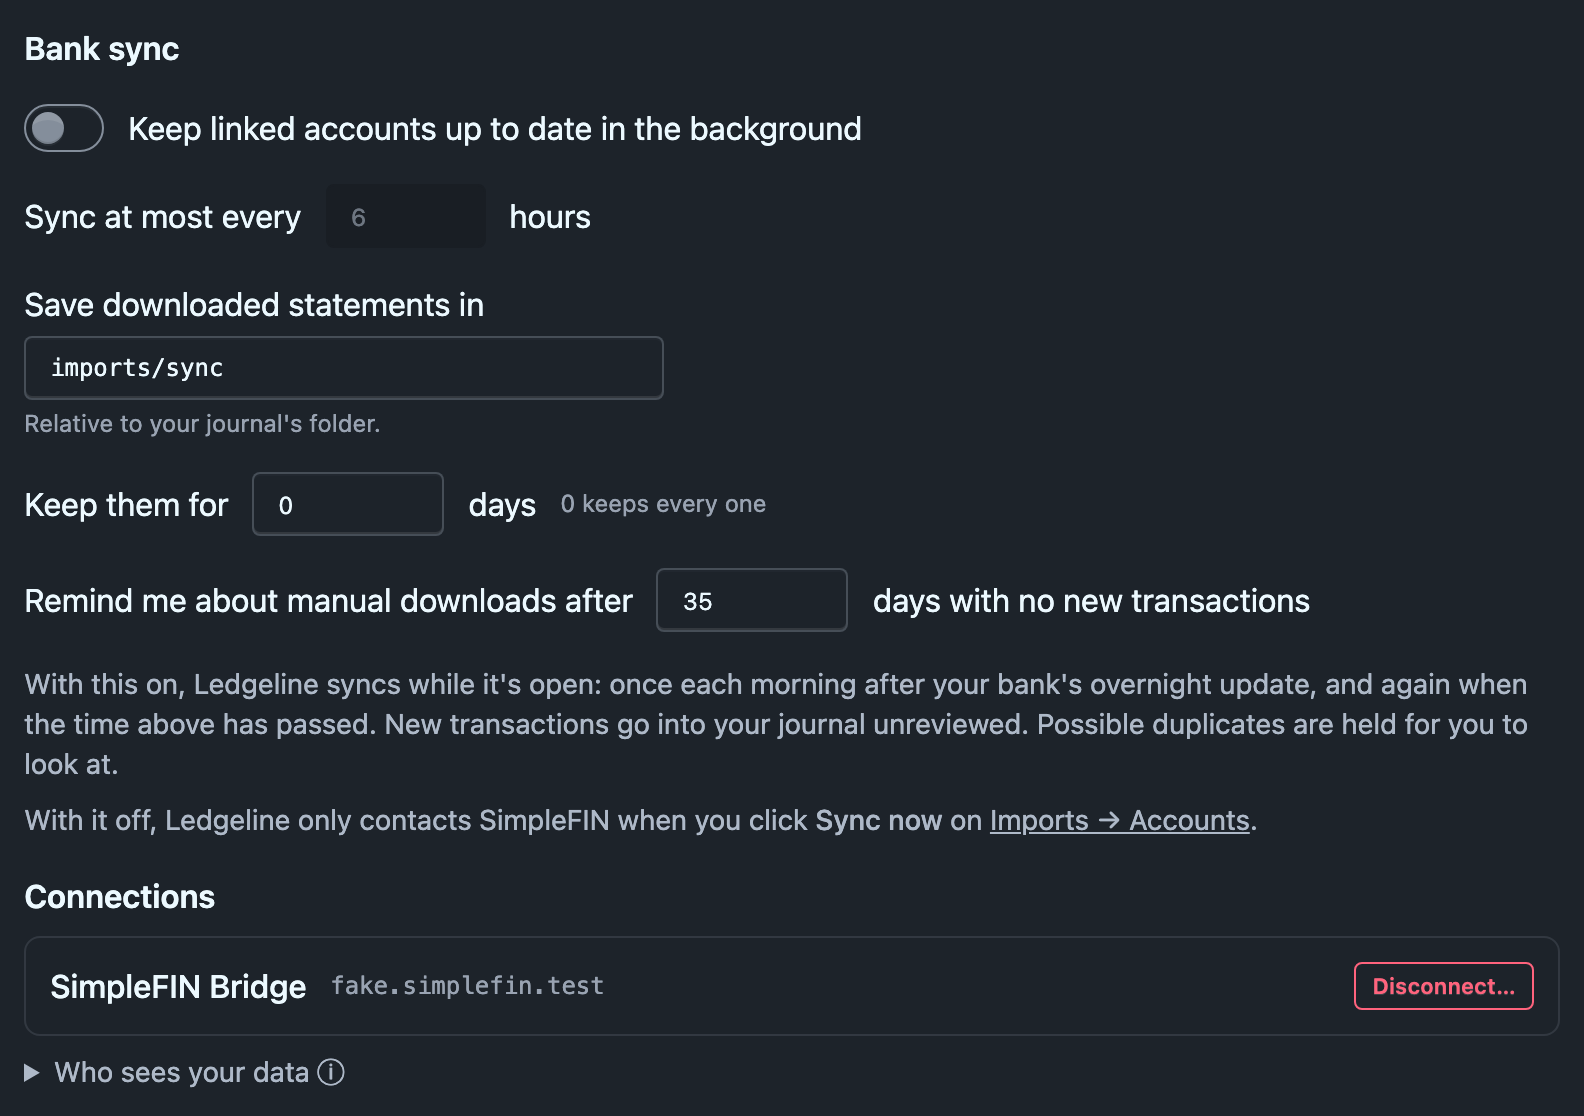 Bank sync
Keep linked accounts up to date in the background
Sync at most every 6 hours
Save downloaded statements in
imports/sync
Relative to your journal's folder.
Keep them for 0 days 0 keeps every one
Remind me about manual downloads after 35 days with no new transactions
With this on, Ledgeline syncs while it's open: once each morning after your bank's overnight update, and again when
the time above has passed. New transactions go into your journal unreviewed. Possible duplicates are held for you to
look at.
With it off, Ledgeline only contacts SimpleFIN when you click Sync now on Imports → Accounts.
Connections
SimpleFIN Bridge fake.simplefin.test Disconnect...
Who sees your data